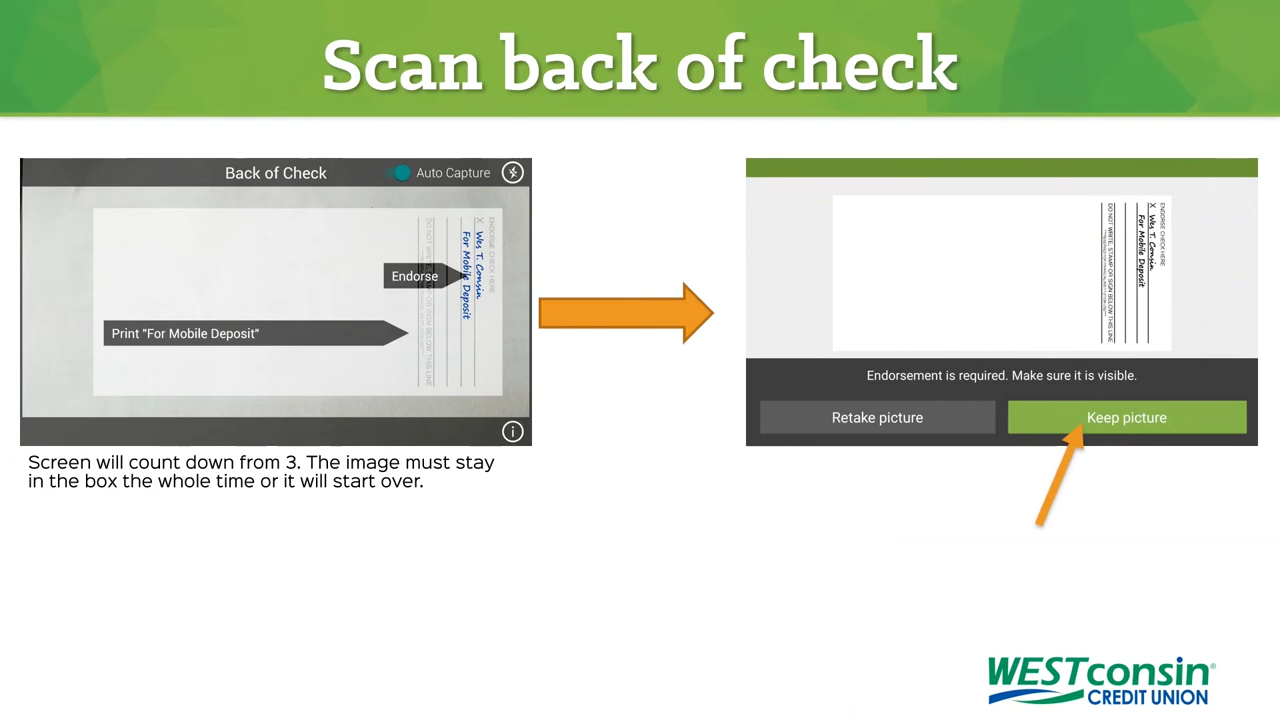 Scan back of check
Back of Check
Auto Capture
ENDORSE CHECK HERE
X Wes T. Consin
For Mobile Deposit
DO NOT WRITE, STAMP OR SIGN BELOW THIS LINE
Endorse
Print "For Mobile Deposit"
Screen will count down from 3. The image must stay
in the box the whole time or it will start over.
ENDORSE CHECK HERE
X Wes T. Consin
For Mobile Deposit
DO NOT WRITE, STAMP OR SIGN BELOW THIS LINE
Endorsement is required. Make sure it is visible.
Retake picture
Keep picture
WESTconsin®
CREDIT UNION